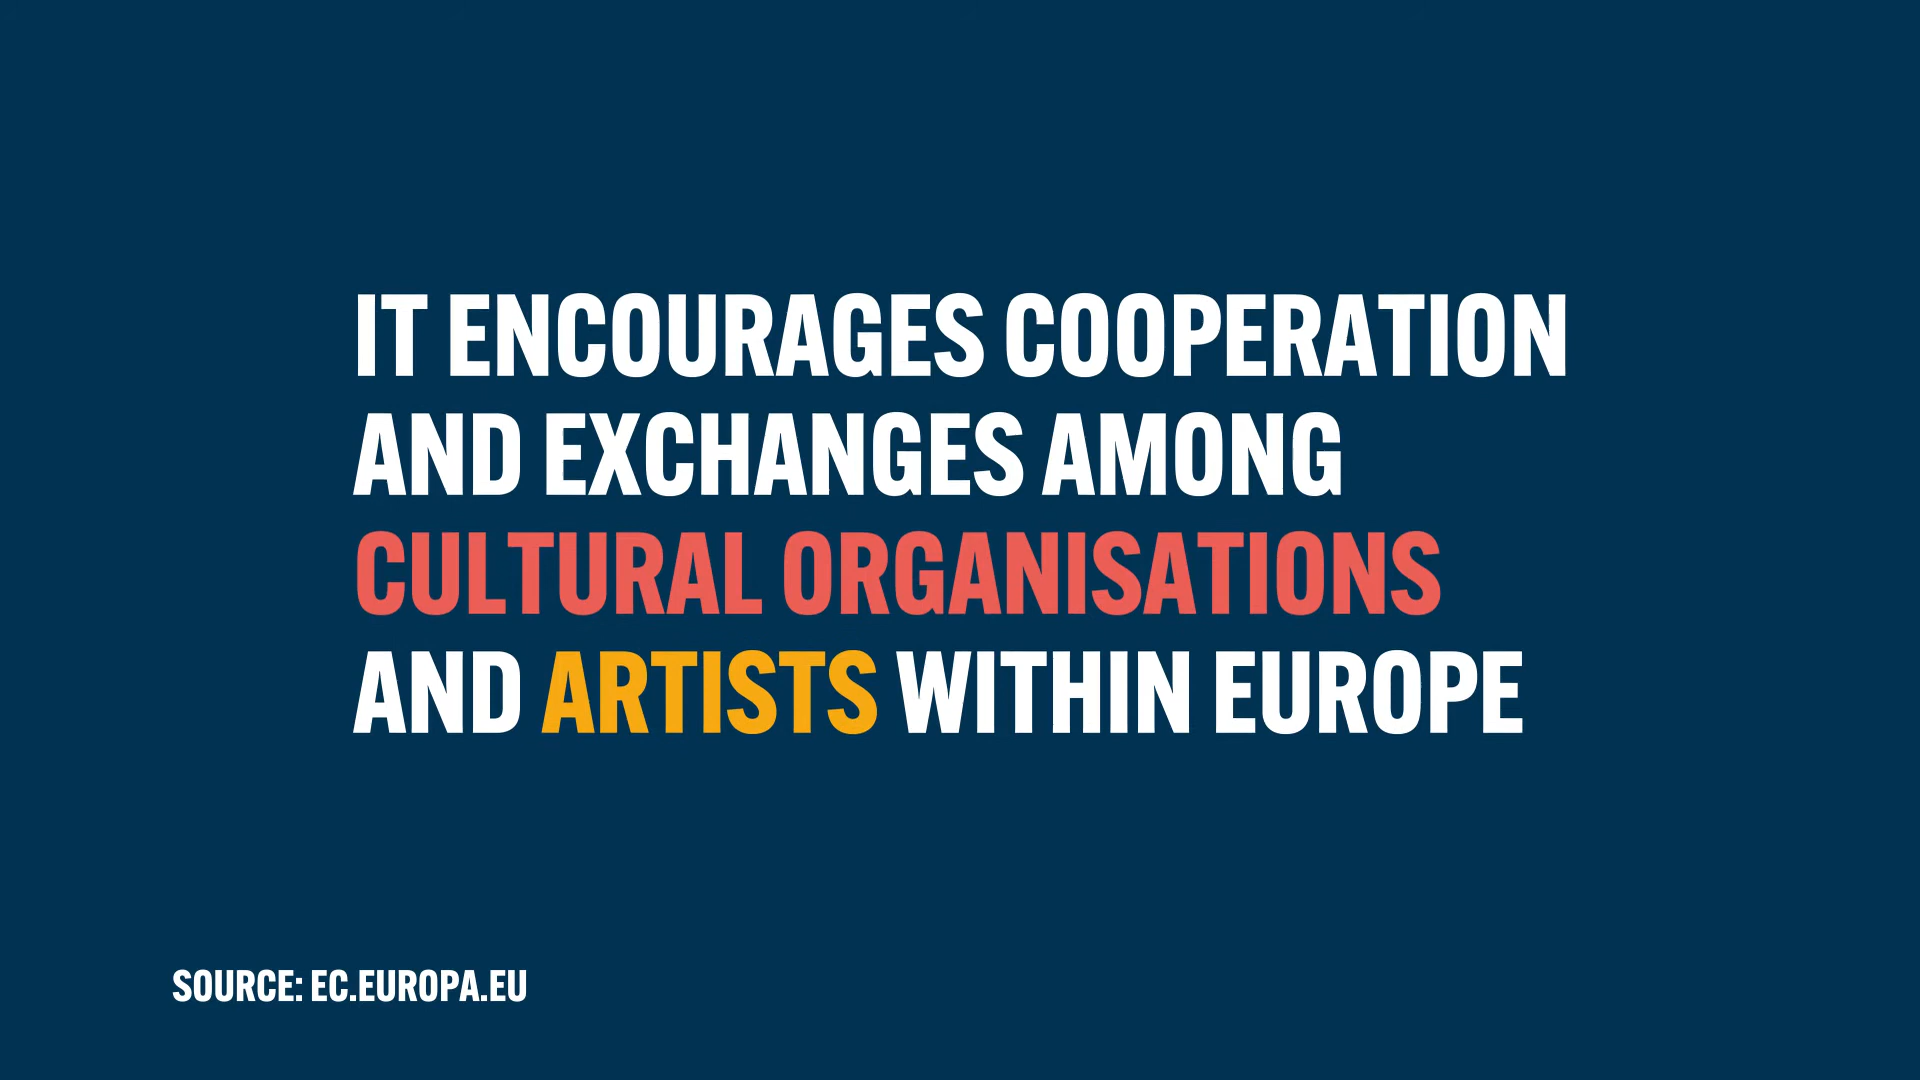 IT ENCOURAGES COOPERATION
AND EXCHANGES AMONG
CULTURAL ORGANISATIONS
AND ARTISTS WITHIN EUROPE
SOURCE: EC.EUROPA.EU